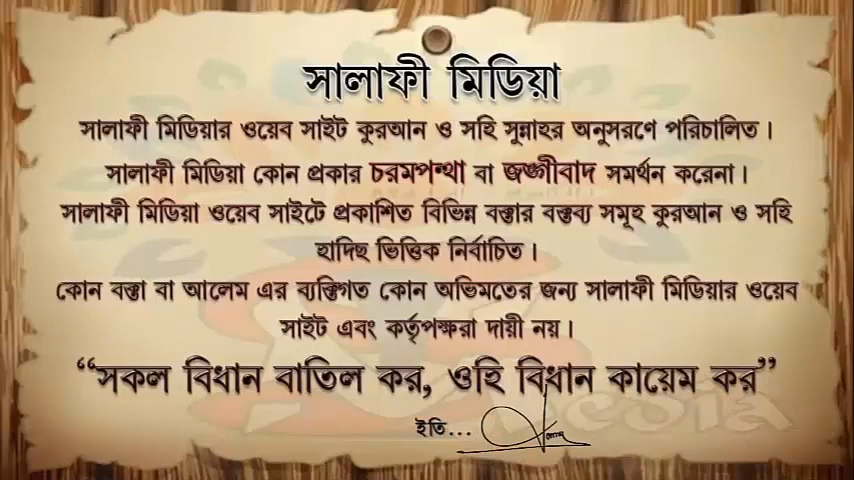 সালাফী মিডিয়া
সালাফী মিডিয়ার ওয়েব সাইট কুরআন ও সহি সুন্নাহর অনুসরণে পরিচালিত।
সালাফী মিডিয়া কোন প্রকার চরমপন্থা বা জঙ্গীবাদ সমর্থন করেনা।
সালাফী মিডিয়া ওয়েব সাইটে প্রকাশিত বিভিন্ন বক্তার বক্তব্য সমূহ কুরআন ও সহি
হাদিছ ভিত্তিক নির্বাচিত।
কোন বক্তা বা আলেম এর ব্যক্তিগত কোন অভিমতের জন্য সালাফী মিডিয়ার ওয়েব
সাইট এবং কর্তৃপক্ষরা দায়ী নয়।
“সকল বিধান বাতিল কর, ওহি বিধান কায়েম কর”
ইতি...